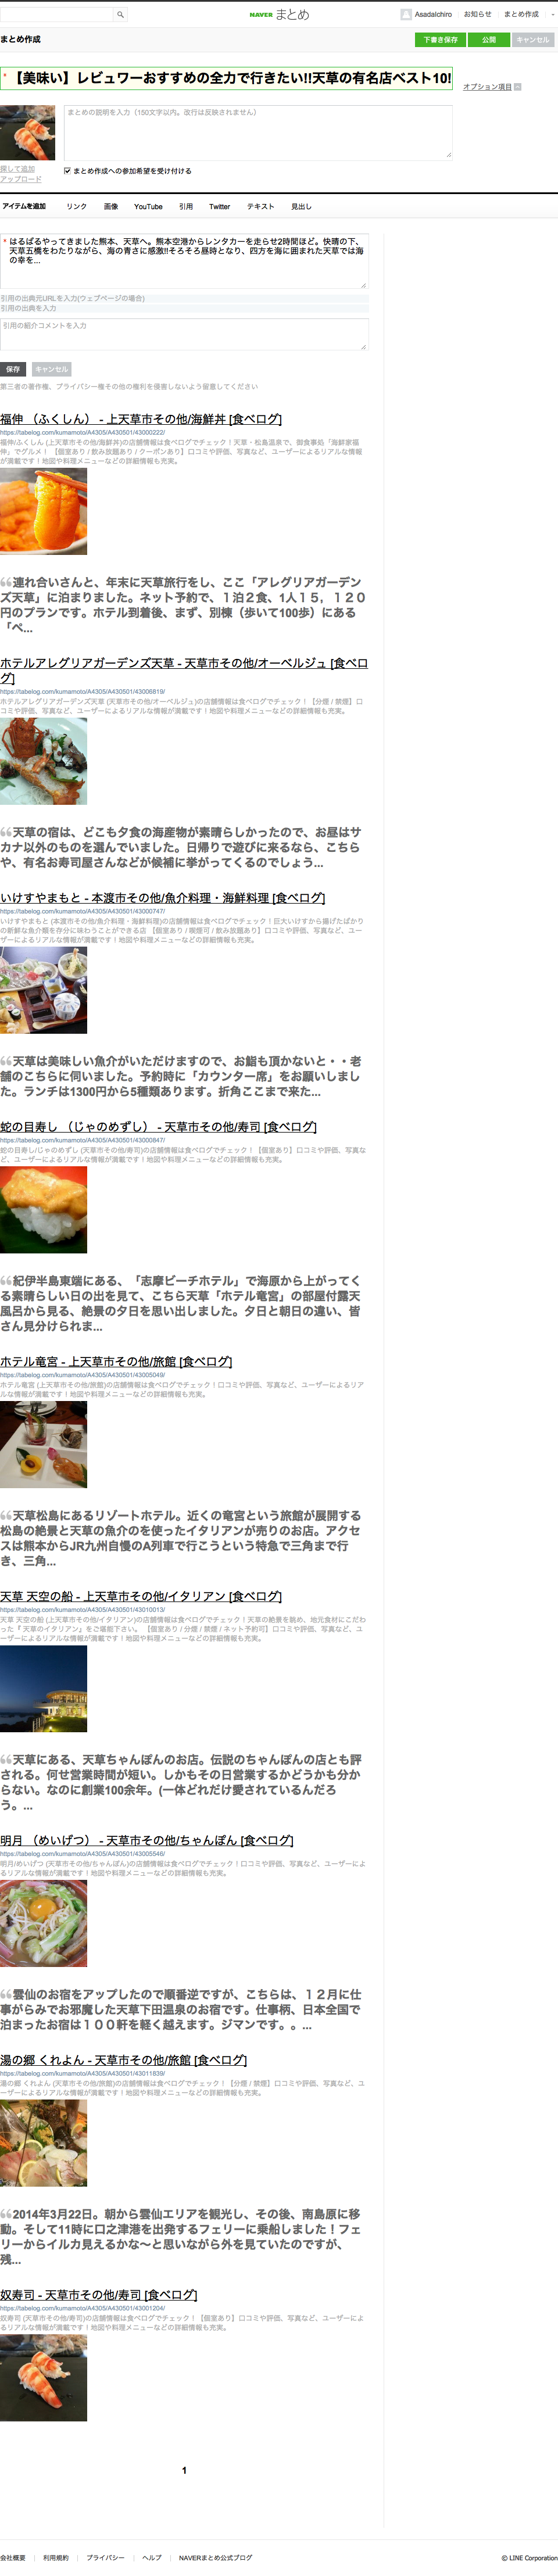 NAVER まとめ
AsadaIchiro
お知らせ
まとめ作成
まとめ作成
下書き保存
公開
キャンセル
* 【美味い】レビュワーおすすめの全力で行きたい!!天草の有名店ベスト10!
オプション項目
まとめの説明を入力（150文字以内。改行は反映されません）
探して追加
アップロード
まとめ作成への参加希望を受け付ける
アイテムを追加
リンク
画像
YouTube
引用
Twitter
テキスト
見出し
* はるばるやってきました熊本、天草へ。熊本空港からレンタカーを走らせ2時間ほど。快晴の下、
天草五橋をわたりながら、海の青さに感激!!そろそろ昼時となり、四方を海に囲まれた天草では海
の幸を...
引用の出典元URLを入力(ウェブページの場合)
引用の出典を入力
引用の紹介コメントを入力
保存
キャンセル
第三者の著作権、プライバシー権その他の権利を侵害しないよう留意してください
福伸 （ふくしん） - 上天草市その他/海鮮丼 [食べログ]
https://tabelog.com/kumamoto/A4305/A430501/43000222/
福伸/ふくしん (上天草市その他/海鮮丼)の店舗情報は食べログでチェック！天草・松島温泉で、御食事処「海鮮家福
伸」でグルメ！ 【個室あり / 飲み放題あり / クーポンあり】口コミや評価、写真など、ユーザーによるリアルな情報
が満載です！地図や料理メニューなどの詳細情報も充実。
連れ合いさんと、年末に天草旅行をし、ここ「アレグリアガーデン
ズ天草」に泊まりました。ネット予約で、１泊２食、1人１５，１２０
円のプランです。ホテル到着後、まず、別棟（歩いて100歩）にある
「ペ...
ホテルアレグリアガーデンズ天草 - 天草市その他/オーベルジュ [食べロ
グ]
https://tabelog.com/kumamoto/A4305/A430501/43006819/
ホテルアレグリアガーデンズ天草 (天草市その他/オーベルジュ)の店舗情報は食べログでチェック！【分煙 / 禁煙】口
コミや評価、写真など、ユーザーによるリアルな情報が満載です！地図や料理メニューなどの詳細情報も充実。
天草の宿は、どこも夕食の海産物が素晴らしかったので、お昼はサ
カナ以外のものを選んでいました。日帰りで遊びに来るなら、こちら
や、有名お寿司屋さんなどが候補に挙がってくるのでしょう...
いけすやまもと - 本渡市その他/魚介料理・海鮮料理 [食べログ]
https://tabelog.com/kumamoto/A4305/A430501/43000747/
いけすやまもと (本渡市その他/魚介料理・海鮮料理)の店舗情報は食べログでチェック！巨大いけすから揚げたばかり
の新鮮な魚介類を存分に味わうことができる店 【個室あり / 喫煙可 / 飲み放題あり】口コミや評価、写真など、ユー
ザーによるリアルな情報が満載です！地図や料理メニューなどの詳細情報も充実。
天草は美味しい魚介がいただけますので、お鮨も頂かないと・・老
舗のこちらに伺いました。予約時に「カウンター席」をお願いしまし
た。ランチは1300円から5種類あります。折角ここまで来た...
蛇の目寿し （じゃのめずし） - 天草市その他/寿司 [食べログ]
https://tabelog.com/kumamoto/A4305/A430501/43000847/
蛇の目寿し/じゃのめずし (天草市その他/寿司)の店舗情報は食べログでチェック！【個室あり】口コミや評価、写真な
ど、ユーザーによるリアルな情報が満載です！地図や料理メニューなどの詳細情報も充実。
紀伊半島東端にある、「志摩ビーチホテル」で海原から上がってく
る素晴らしい日の出を見て、こちら天草「ホテル竜宮」の部屋付露天
風呂から見る、絶景の夕日を思い出しました。夕日と朝日の違い、皆
さん見分けられま...
ホテル竜宮 - 上天草市その他/旅館 [食べログ]
https://tabelog.com/kumamoto/A4305/A430501/43005049/
ホテル竜宮 (上天草市その他/旅館)の店舗情報は食べログでチェック！口コミや評価、写真など、ユーザーによるリア
ルな情報が満載です！地図や料理メニューなどの詳細情報も充実。
天草松島にあるリゾートホテル。近くの竜宮という旅館が展開する
松島の絶景と天草の魚介のを使ったイタリアンが売りのお店。アクセ
スは熊本からJR九州自慢のA列車で行こうという特急で三角まで行
き、三角...
天草 天空の船 - 上天草市その他/イタリアン [食べログ]
https://tabelog.com/kumamoto/A4305/A430501/43010013/
天草 天空の船 (上天草市その他/イタリアン)の店舗情報は食べログでチェック！天草の絶景を眺め、地元食材にこだわ
った『 天草のイタリアン』をご堪能下さい。 【個室あり / 分煙 / 禁煙 / ネット予約可】口コミや評価、写真など、ユ
ーザーによるリアルな情報が満載です！地図や料理メニューなどの詳細情報も充実。
天草にある、天草ちゃんぽんのお店。伝説のちゃんぽんの店とも評
される。何せ営業時間が短い。しかもその日営業するかどうかも分か
らない。なのに創業100余年。(一体どれだけ愛されているんだろ
う。...
明月 （めいげつ） - 天草市その他/ちゃんぽん [食べログ]
https://tabelog.com/kumamoto/A4305/A430501/43005546/
明月/めいげつ (天草市その他/ちゃんぽん)の店舗情報は食べログでチェック！口コミや評価、写真など、ユーザーによ
るリアルな情報が満載です！地図や料理メニューなどの詳細情報も充実。
雲仙のお宿をアップしたので順番逆ですが、こちらは、１２月に仕
事がらみでお邪魔した天草下田温泉のお宿です。仕事柄、日本全国で
泊まったお宿は１００軒を軽く越えます。ジマンです。。...
湯の郷 くれよん - 天草市その他/旅館 [食べログ]
https://tabelog.com/kumamoto/A4305/A430501/43011839/
湯の郷 くれよん (天草市その他/旅館)の店舗情報は食べログでチェック！【分煙 / 禁煙】口コミや評価、写真など、ユ
ーザーによるリアルな情報が満載です！地図や料理メニューなどの詳細情報も充実。
2014年3月22日。朝から雲仙エリアを観光し、その後、南島原に移
動。そして11時に口之津港を出発するフェリーに乗船しました！フェ
リーからイルカ見えるかな〜と思いながら外を見ていたのですが、
残...
奴寿司 - 天草市その他/寿司 [食べログ]
https://tabelog.com/kumamoto/A4305/A430501/43001204/
奴寿司 (天草市その他/寿司)の店舗情報は食べログでチェック！【個室あり】口コミや評価、写真など、ユーザーによ
るリアルな情報が満載です！地図や料理メニューなどの詳細情報も充実。
1
会社概要
利用規約
プライバシー
ヘルプ
NAVERまとめ公式ブログ
© LINE Corporation